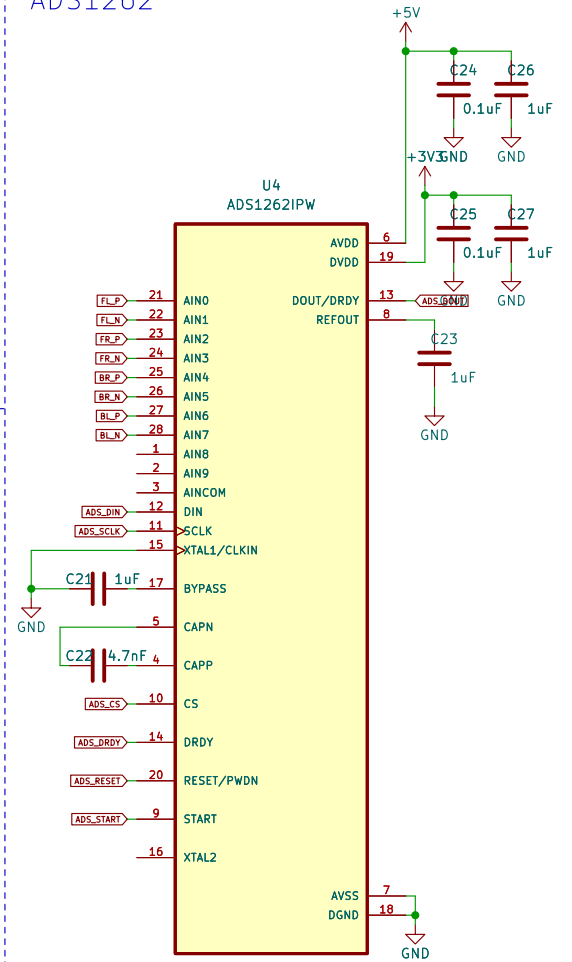 ADS1262
+5V
C24
C26
0.1uF
1uF
GND
GND
+3V3
U4
ADS1262IPW
C25
C27
0.1uF
1uF
GND
GND
AVDD 6
DVDD 19
FL_P 21 AIN0
DOUT/DRDY 13 ADS_DOUT
FL_N 22 AIN1
REFOUT 8
FR_P 23 AIN2
C23
FR_N 24 AIN3
1uF
BR_P 25 AIN4
BR_N 26 AIN5
BL_P 27 AIN6
GND
BL_N 28 AIN7
1 AIN8
2 AIN9
3 AINCOM
ADS_DIN 12 DIN
ADS_SCLK 11 SCLK
15 XTAL1/CLKIN
C21 1uF 17 BYPASS
GND
5 CAPN
C22 4.7nF 4 CAPP
ADS_CS 10 CS
ADS_DRDY 14 DRDY
ADS_RESET 20 RESET/PWDN
ADS_START 9 START
16 XTAL2
AVSS 7
DGND 18
GND